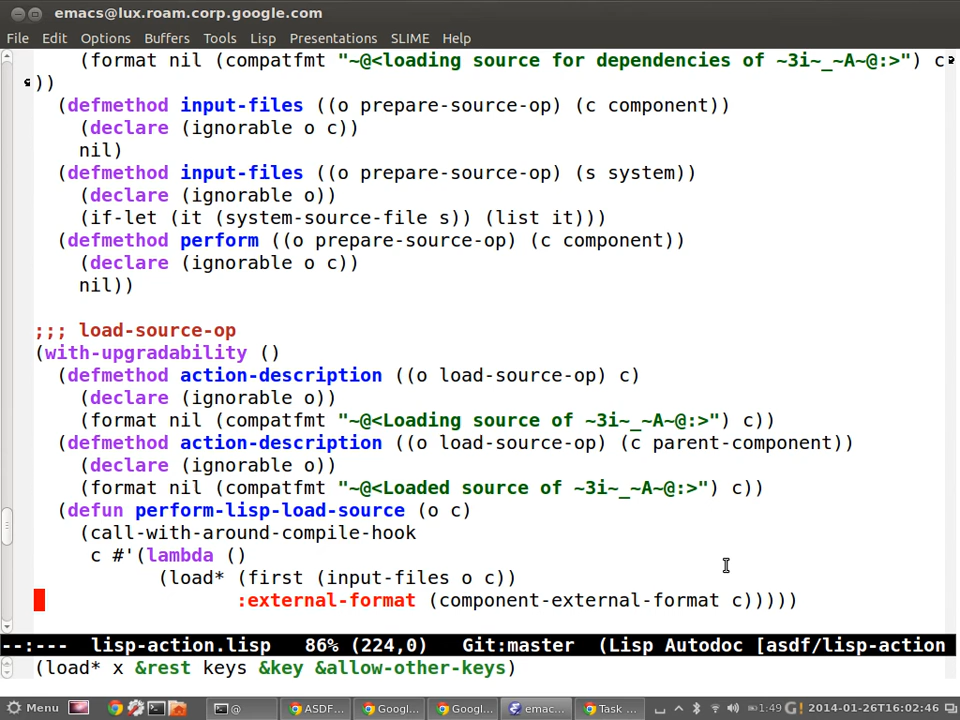 emacs@lux.roam.corp.google.com
File Edit Options Buffers Tools Lisp Presentations SLIME Help
(format nil (compatfmt "~@<loading source for dependencies of ~3i~_~A~@:>") c
))
(defmethod input-files ((o prepare-source-op) (c component))
(declare (ignorable o c))
nil)
(defmethod input-files ((o prepare-source-op) (s system))
(declare (ignorable o))
(if-let (it (system-source-file s)) (list it)))
(defmethod perform ((o prepare-source-op) (c component))
(declare (ignorable o c))
nil))
;;; load-source-op
(with-upgradability ()
(defmethod action-description ((o load-source-op) c)
(declare (ignorable o))
(format nil (compatfmt "~@<Loading source of ~3i~_~A~@:>") c))
(defmethod action-description ((o load-source-op) (c parent-component))
(declare (ignorable o))
(format nil (compatfmt "~@<Loaded source of ~3i~_~A~@:>") c))
(defun perform-lisp-load-source (o c)
(call-with-around-compile-hook
c #'(lambda ()
(load* (first (input-files o c))
:external-format (component-external-format c)))))
--:--- lisp-action.lisp 86% (224,0) Git:master (Lisp Autodoc [asdf/lisp-action
(load* x &rest keys &key &allow-other-keys)
Menu @ ASDF... Googl... Googl... emac... Task ... 1:49 2014-01-26T16:02:46